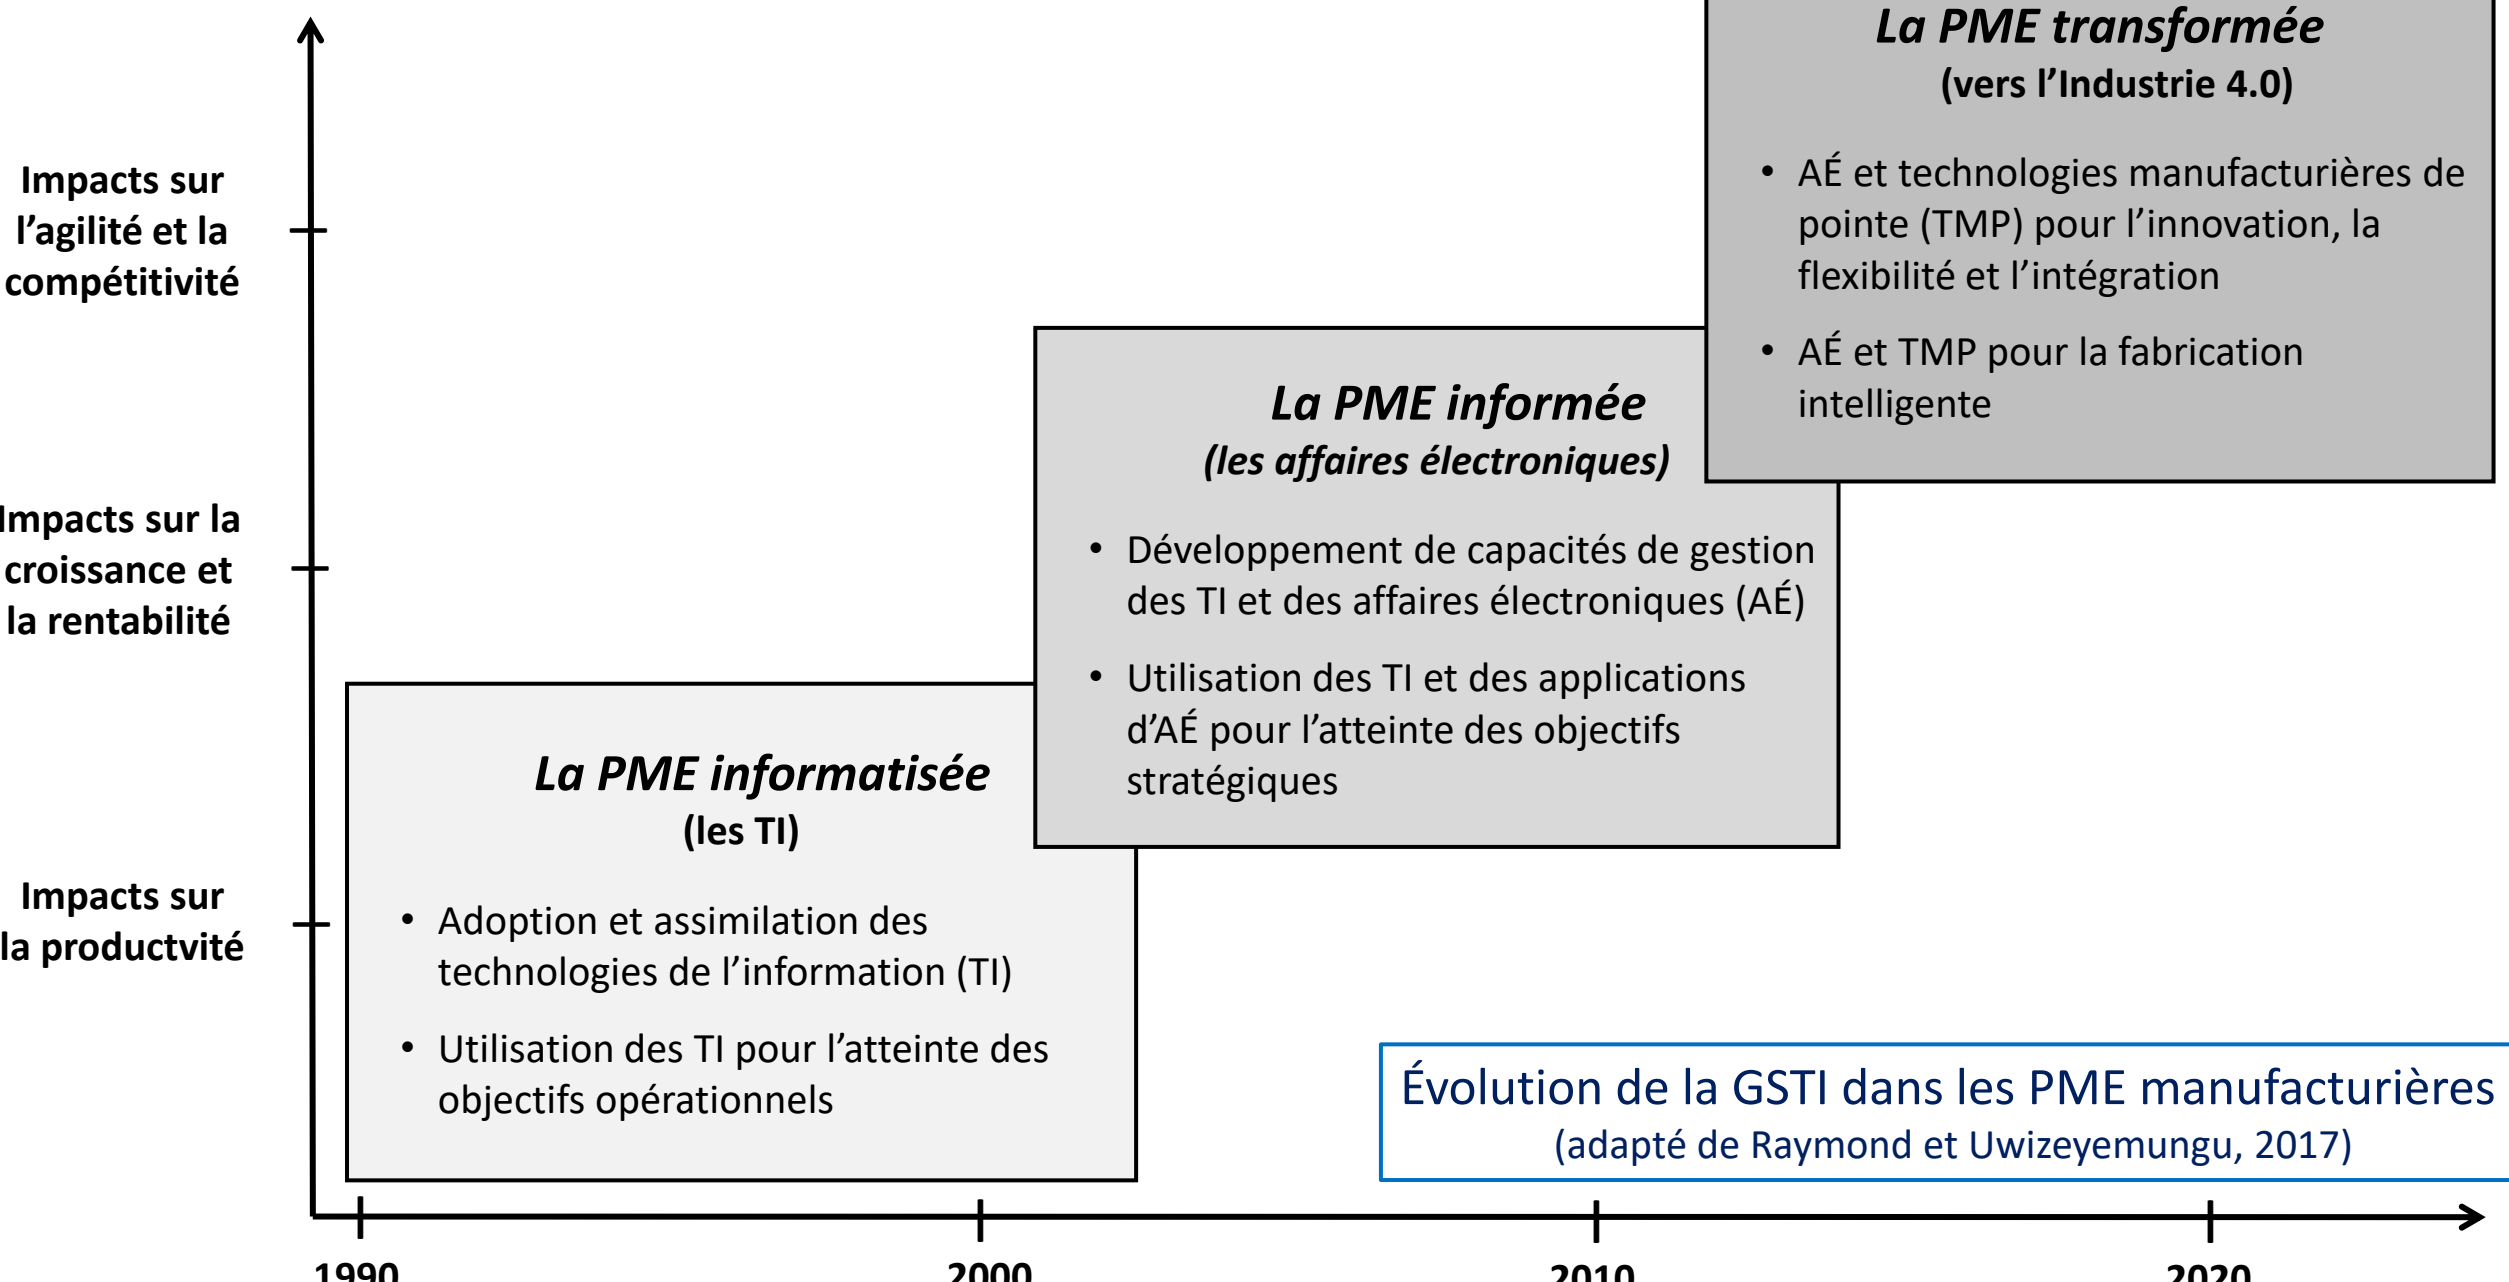 La PME transformée
(vers l’Industrie 4.0)
• AÉ et technologies manufacturières de
pointe (TMP) pour l’innovation, la
flexibilité et l’intégration
• AÉ et TMP pour la fabrication
intelligente
Impacts sur
l’agilité et la
compétitivité
La PME informée
(les affaires électroniques)
• Développement de capacités de gestion
des TI et des affaires électroniques (AÉ)
• Utilisation des TI et des applications
d’AÉ pour l’atteinte des objectifs
stratégiques
Impacts sur la
croissance et
la rentabilité
La PME informatisée
(les TI)
• Adoption et assimilation des
technologies de l’information (TI)
• Utilisation des TI pour l’atteinte des
objectifs opérationnels
Impacts sur
la productvité
Évolution de la GSTI dans les PME manufacturières
(adapté de Raymond et Uwizeyemungu, 2017)
1990
2000
2010
2020